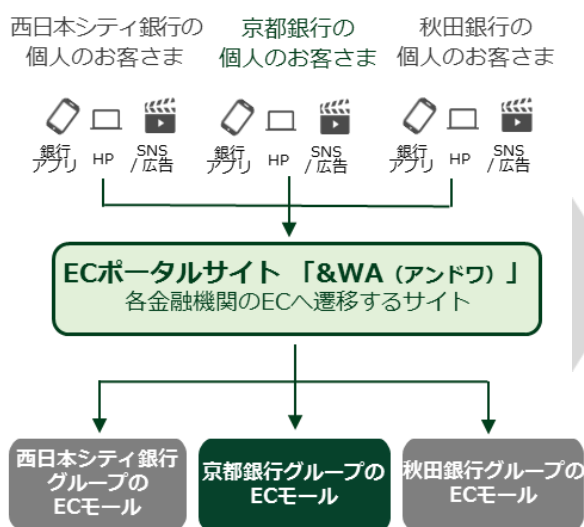 西日本シティ銀行の
個人のお客さま
京都銀行の
個人のお客さま
秋田銀行の
個人のお客さま
銀行
アプリ
HP
SNS
/広告
銀行
アプリ
HP
SNS
/広告
銀行
アプリ
HP
SNS
/広告
ECポータルサイト 「&WA（アンドワ）」
各金融機関のECへ遷移するサイト
西日本シティ銀行
グループの
ECモール
京都銀行グループの
ECモール
秋田銀行グループの
ECモール